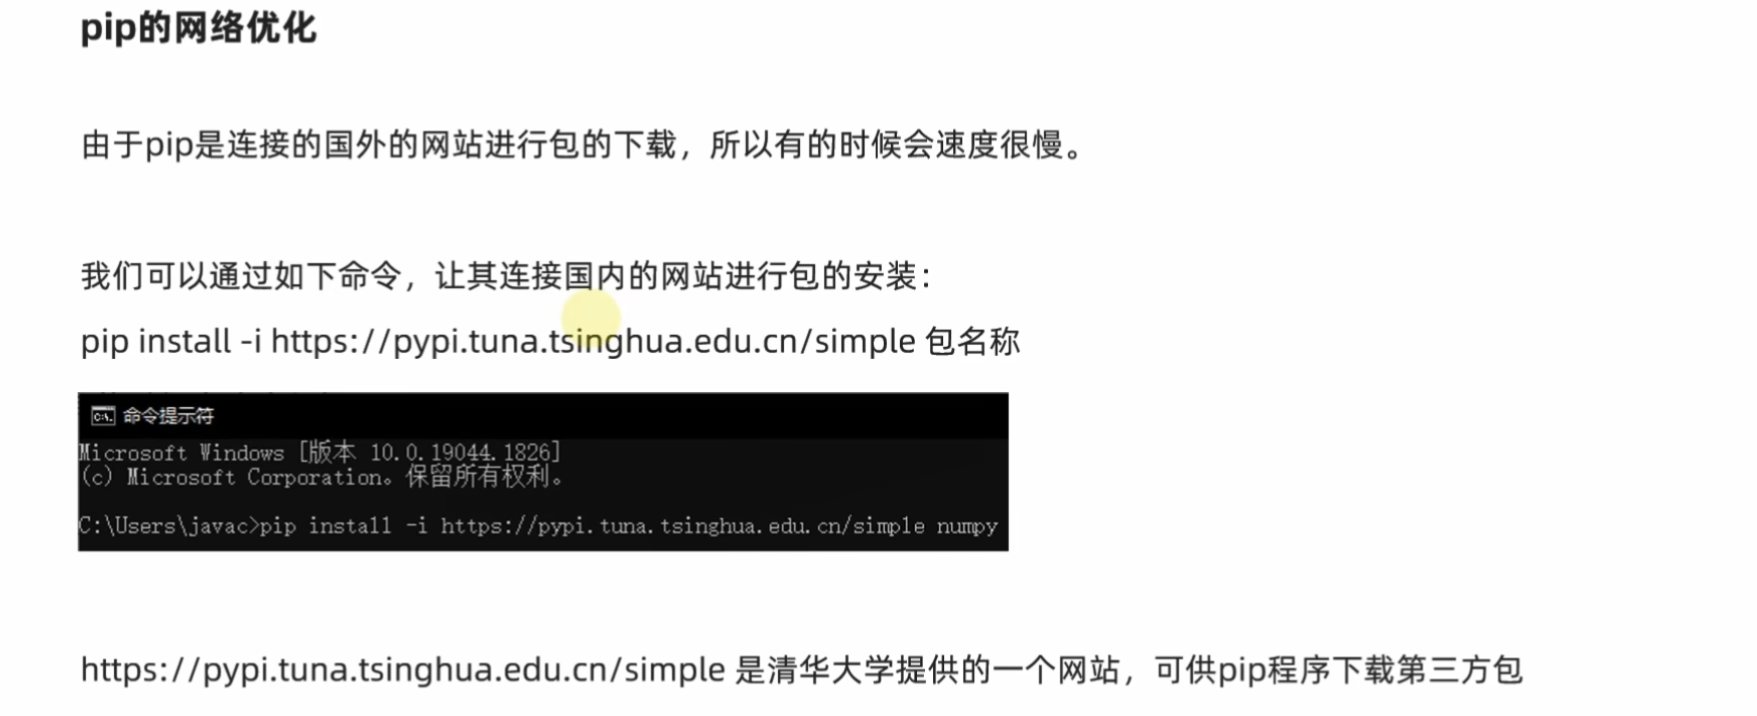 pip的网络优化
由于pip是连接的国外的网站进行包的下载，所以有的时候会速度很慢。
我们可以通过如下命令，让其连接国内的网站进行包的安装：
pip install -i https://pypi.tuna.tsinghua.edu.cn/simple 包名称
命令提示符
Microsoft Windows [版本 10.0.19044.1826]
(c) Microsoft Corporation。保留所有权利。
C:\Users\javac>pip install -i https://pypi.tuna.tsinghua.edu.cn/simple numpy
https://pypi.tuna.tsinghua.edu.cn/simple 是清华大学提供的一个网站，可供pip程序下载第三方包